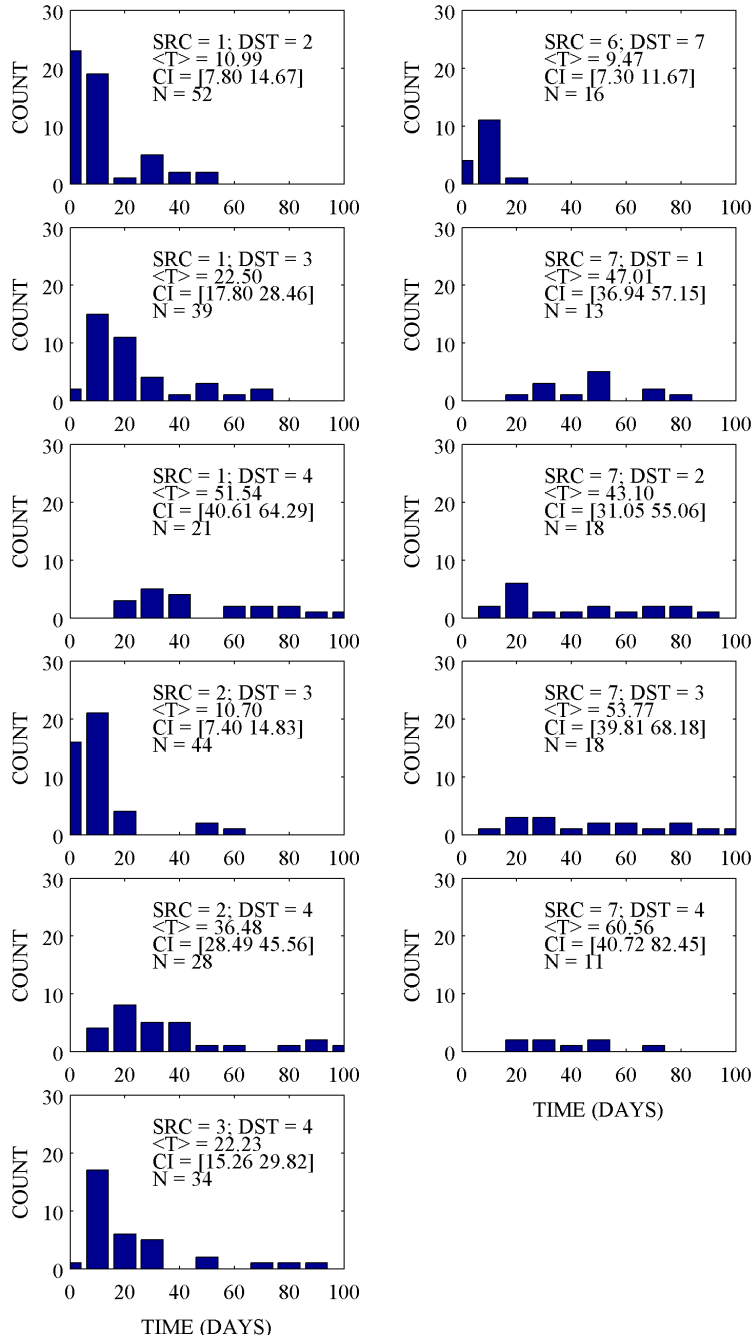 30
20
10
0
COUNT
SRC = 1; DST = 2
<T> = 10.99
CI = [7.80 14.67]
N = 52
0 20 40 60 80 100
30
20
10
0
COUNT
SRC = 1; DST = 3
<T> = 22.50
CI = [17.80 28.46]
N = 39
0 20 40 60 80 100
30
20
10
0
COUNT
SRC = 1; DST = 4
<T> = 51.54
CI = [40.61 64.29]
N = 21
0 20 40 60 80 100
30
20
10
0
COUNT
SRC = 2; DST = 3
<T> = 10.70
CI = [7.40 14.83]
N = 44
0 20 40 60 80 100
30
20
10
0
COUNT
SRC = 2; DST = 4
<T> = 36.48
CI = [28.49 45.56]
N = 28
0 20 40 60 80 100
30
20
10
0
COUNT
SRC = 3; DST = 4
<T> = 22.23
CI = [15.26 29.82]
N = 34
0 20 40 60 80 100
TIME (DAYS)
30
20
10
0
COUNT
SRC = 6; DST = 7
<T> = 9.47
CI = [7.30 11.67]
N = 16
0 20 40 60 80 100
30
20
10
0
COUNT
SRC = 7; DST = 1
<T> = 47.01
CI = [36.94 57.15]
N = 13
0 20 40 60 80 100
30
20
10
0
COUNT
SRC = 7; DST = 2
<T> = 43.10
CI = [31.05 55.06]
N = 18
0 20 40 60 80 100
30
20
10
0
COUNT
SRC = 7; DST = 3
<T> = 53.77
CI = [39.81 68.18]
N = 18
0 20 40 60 80 100
30
20
10
0
COUNT
SRC = 7; DST = 4
<T> = 60.56
CI = [40.72 82.45]
N = 11
0 20 40 60 80 100
TIME (DAYS)